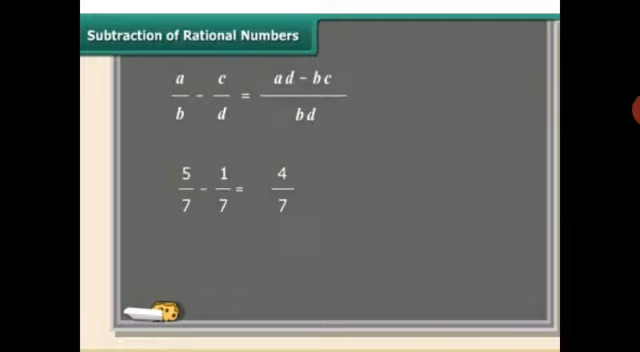 Subtraction of Rational Numbers
a/b - c/d = ad - bc/bd
5/7 - 1/7 = 4/7